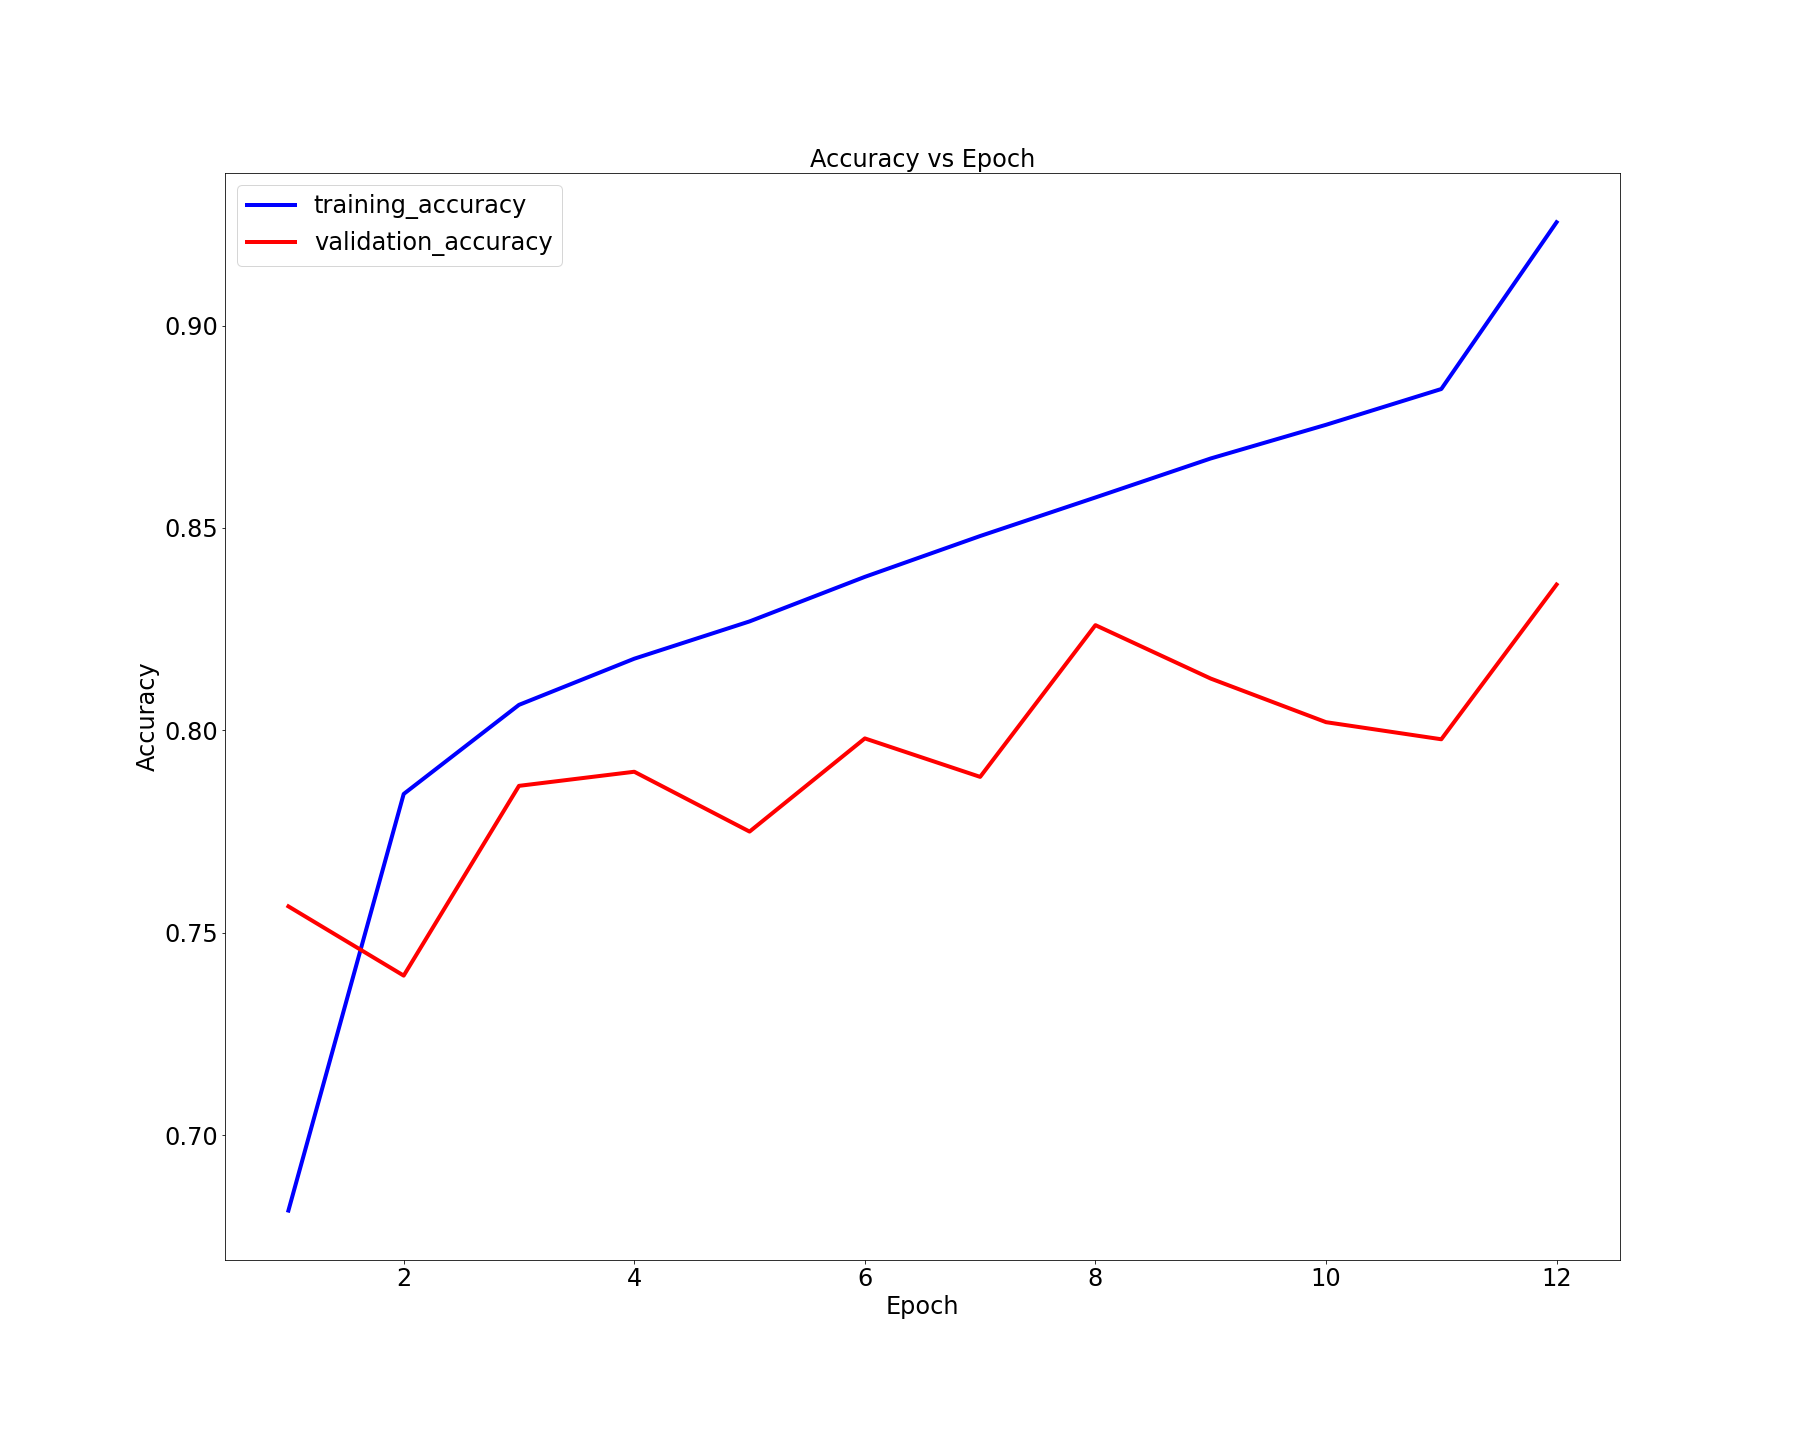 Accuracy vs Epoch
training_accuracy
validation_accuracy
0.90
0.85
0.80
0.75
0.70
Accuracy
2 4 6 8 10 12
Epoch